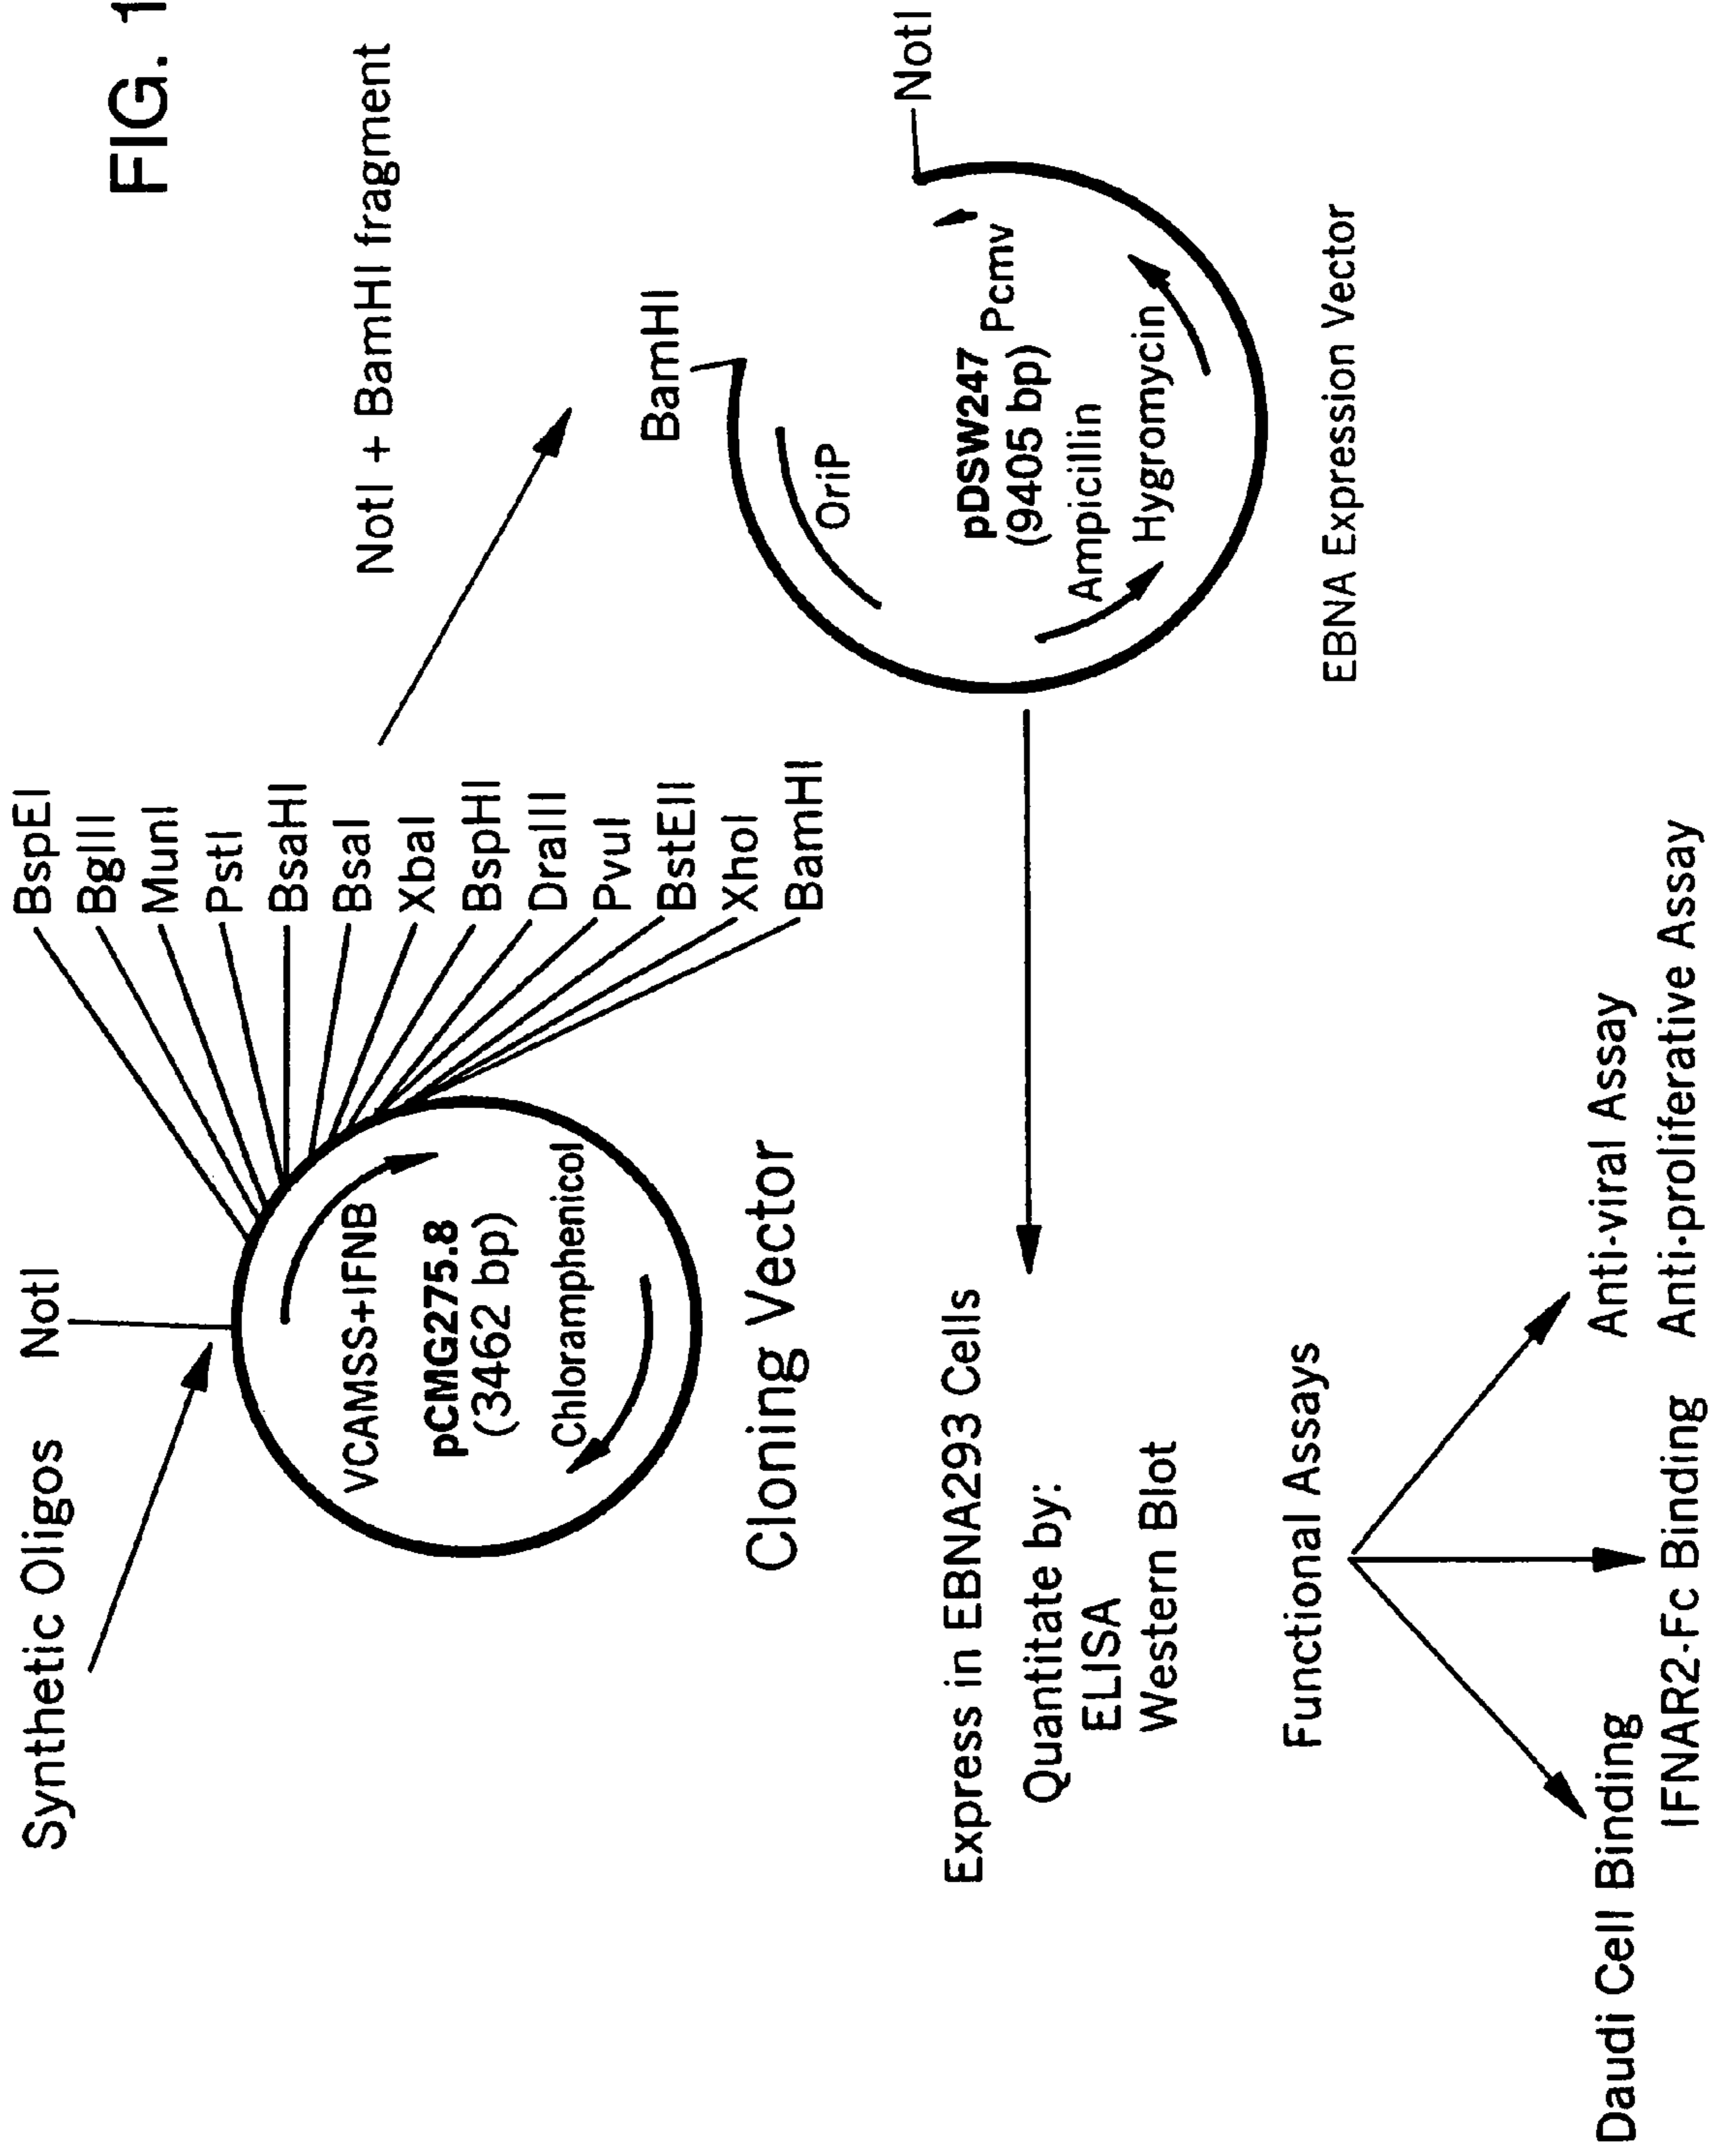 FIG. 1
Synthetic Oligos
NotI
BspEI
BglII
MunI
PstI
BsaHI
BsaI
XbaI
BspHI
DraIII
PvuI
BstEII
XhoI
BamHI
VCAMSS+IFNB
pCMG275.8
(3462 bp)
Chloramphenicol
Cloning Vector
NotI + BamHI fragment
BamHI
NotI
OriP
pDSW247
(9405 bp)
Pcmv
Ampicillin
Hygromycin
EBNA Expression Vector
Express in EBNA293 Cells
Quantitate by:
ELISA
Western Blot
Functional Assays
Daudi Cell Binding
IFNAR2-Fc Binding
Anti-viral Assay
Anti-proliferative Assay